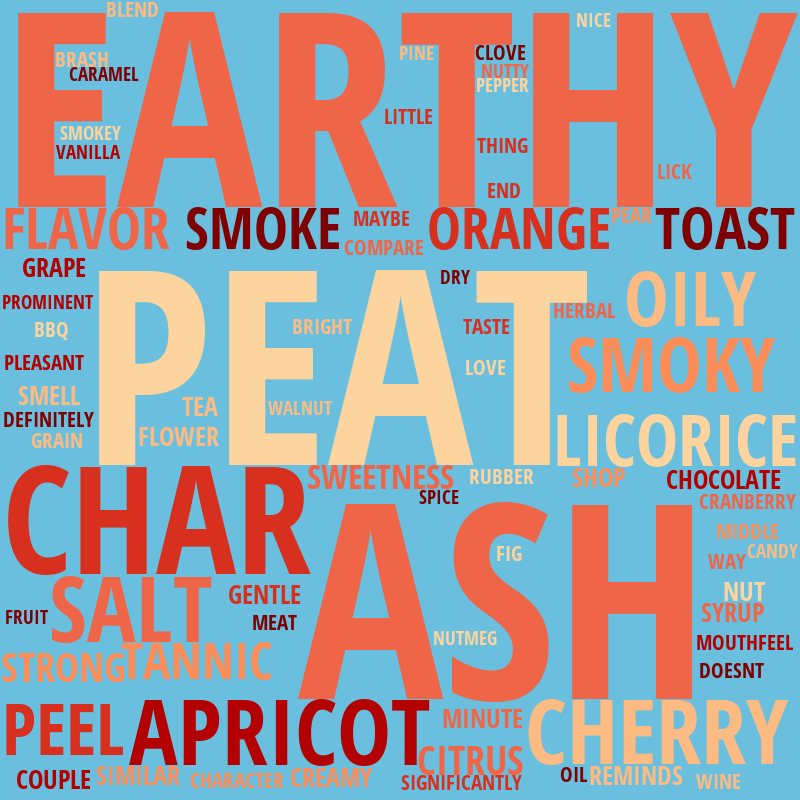 BLEND
NICE
EARTHY
BRASH
PINE
CLOVE
CARAMEL
NUTTY
PEPPER
LITTLE
SMOKEY
VANILLA
THING
LICK
END
FLAVOR
SMOKE
MAYBE
ORANGE
PEAR
TOAST
COMPARE
GRAPE
PEAT
DRY
OILY
PROMINENT
HERBAL
BBQ
BRIGHT
TASTE
SMOKY
PLEASANT
LOVE
SMELL
TEA
WALNUT
DEFINITELY
GRAIN
FLOWER
LICORICE
CHAR
SWEETNESS
RUBBER
SHOP
CHOCOLATE
SPICE
CRANBERRY
ASH
MIDDLE
FIG
CANDY
WAY
SALT
GENTLE
NUT
FRUIT
MEAT
SYRUP
NUTMEG
MOUTHFEEL
STRONG
TANNIC
DOESNT
PEEL
APRICOT
MINUTE
CHERRY
CITRUS
COUPLE
SIMILAR
CHARACTER
CREAMY
SIGNIFICANTLY
OIL
REMINDS
WINE